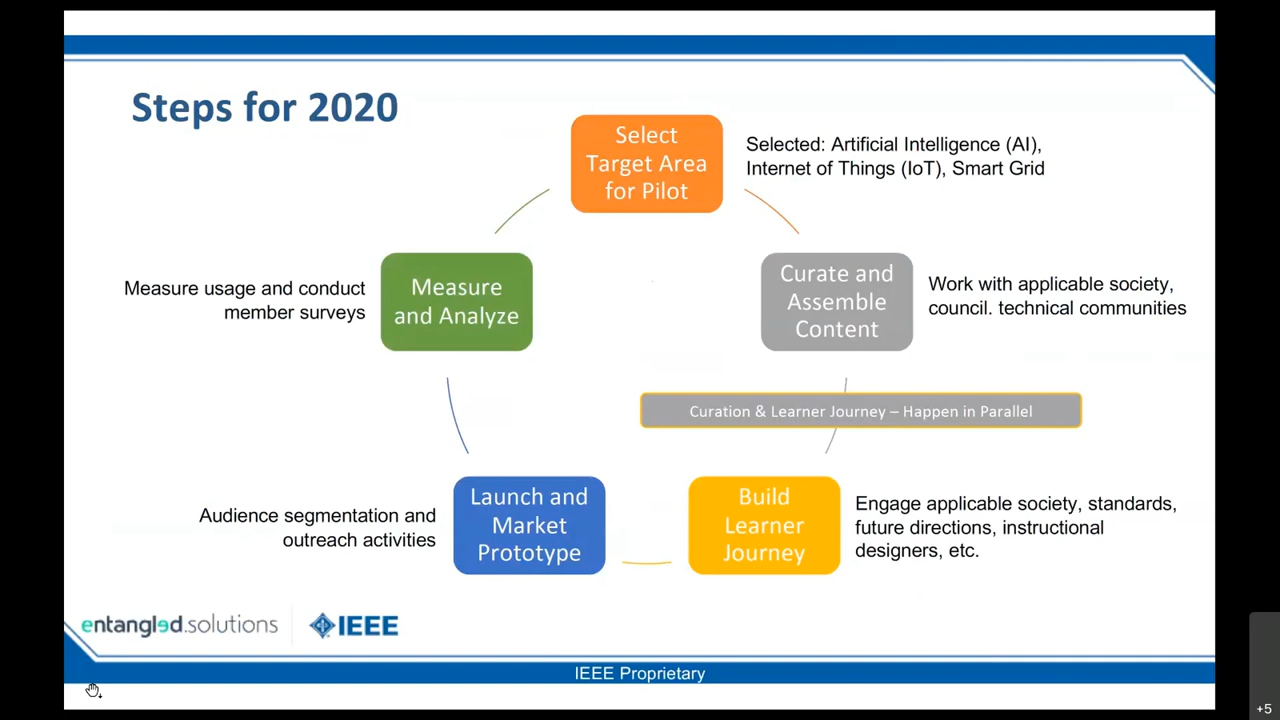 Steps for 2020
Select
Target Area
for Pilot
Selected: Artificial Intelligence (AI),
Internet of Things (IoT), Smart Grid
Curate and
Assemble
Content
Work with applicable society,
council. technical communities
Measure
and Analyze
Measure usage and conduct
member surveys
Curation & Learner Journey – Happen in Parallel
Build
Learner
Journey
Engage applicable society, standards,
future directions, instructional
designers, etc.
Launch and
Market
Prototype
Audience segmentation and
outreach activities
entangled.solutions
IEEE
IEEE Proprietary
+5